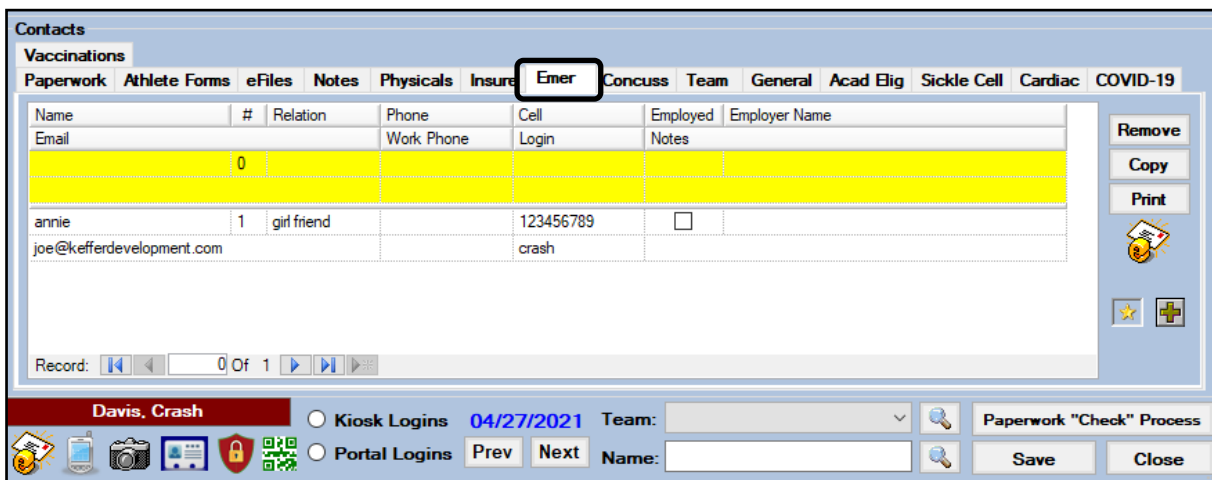 Contacts
Vaccinations
Paperwork Athlete Forms eFiles Notes Physicals Insure Emer Concuss Team General Acad Elig Sickle Cell Cardiac COVID-19
Name # Relation Phone Cell Employed Employer Name
Email Work Phone Login Notes
Remove
0
Copy
Print
annie 1 girl friend 123456789
joe@kefferdevelopment.com crash
Record: 0 Of 1
Davis, Crash
Kiosk Logins 04/27/2021 Team: Paperwork "Check" Process
Portal Logins Prev Next Name: Save Close